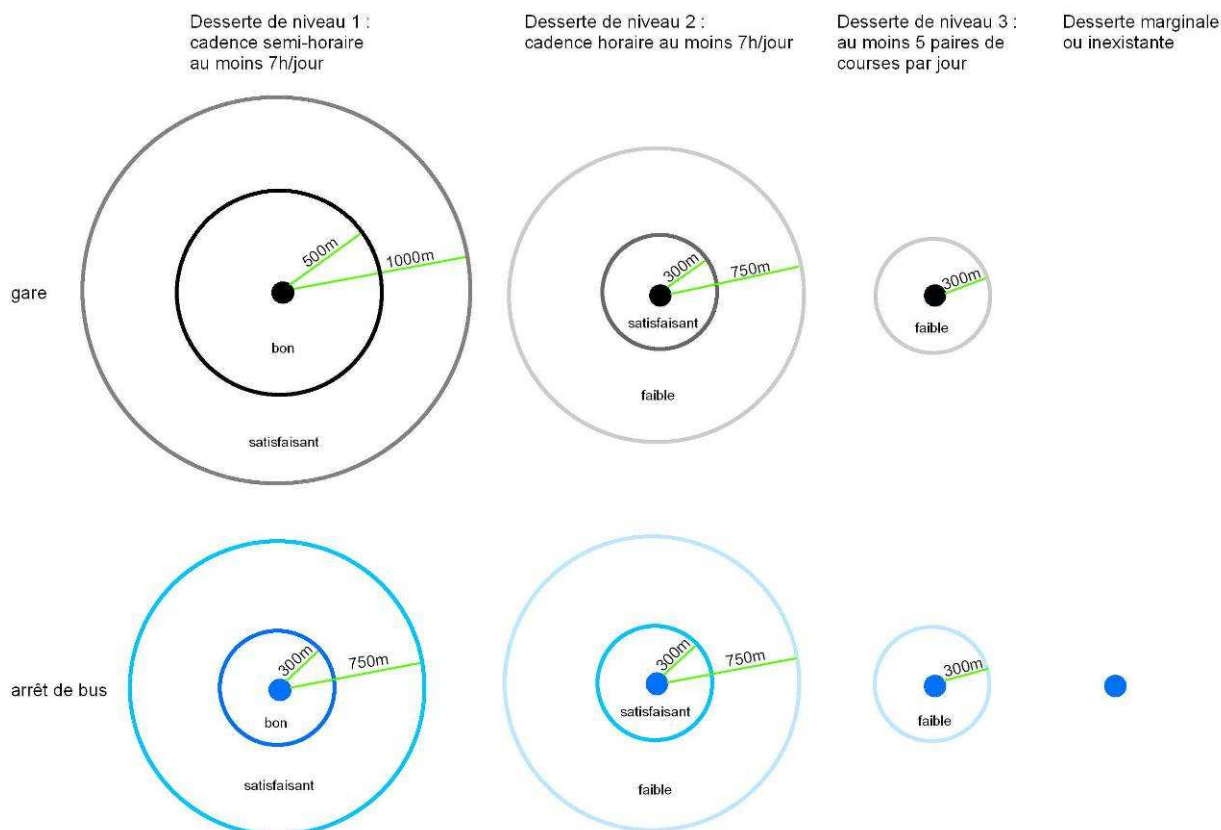 Desserte de niveau 1 :
cadence semi-horaire
au moins 7h/jour
Desserte de niveau 2 :
cadence horaire au moins 7h/jour
Desserte de niveau 3 :
au moins 5 paires de
courses par jour
Desserte marginale
ou inexistante
gare
500m
1000m
bon
satisfaisant
300m
750m
satisfaisant
faible
300m
faible
arrêt de bus
300m
750m
bon
satisfaisant
300m
750m
satisfaisant
faible
300m
faible